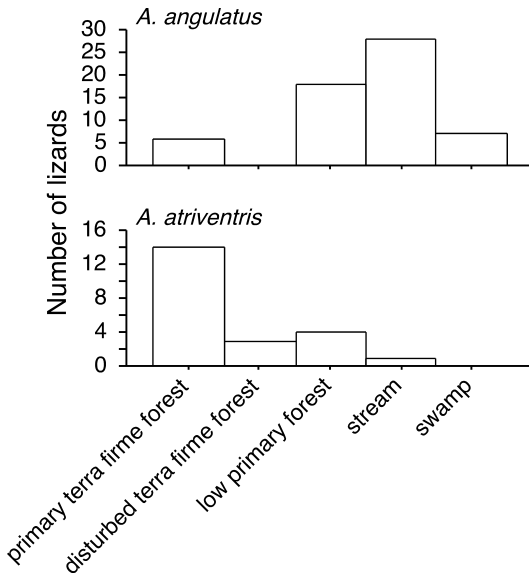 A. angulatus
30
25
20
15
10
5
0
A. atriventris
16
12
8
4
0
Number of lizards
primary terra firme forest
disturbed terra firme forest
low primary forest
stream
swamp